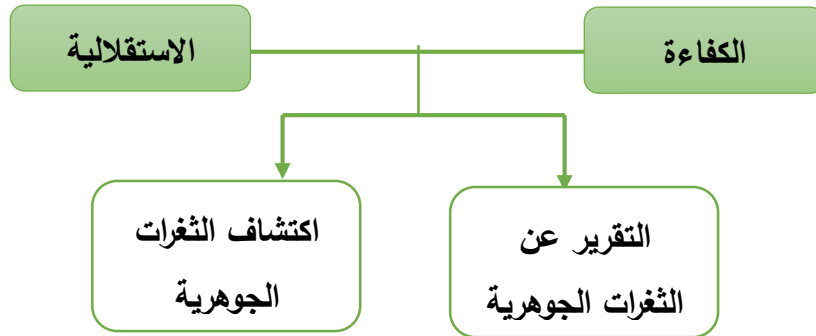 الكفاءة
الاستقلالية
التقرير عن
الثغرات الجوهرية
اكتشاف الثغرات
الجوهرية